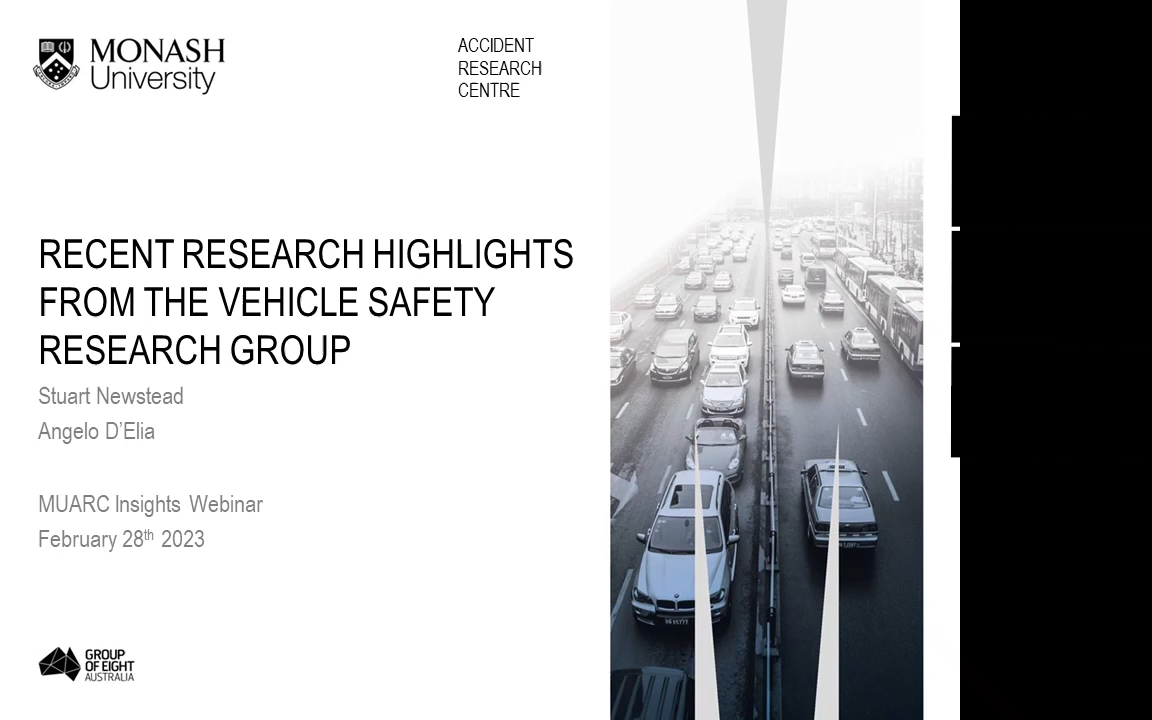 MONASH
University
ACCIDENT
RESEARCH
CENTRE
RECENT RESEARCH HIGHLIGHTS
FROM THE VEHICLE SAFETY
RESEARCH GROUP
Stuart Newstead
Angelo D’Elia
MUARC Insights Webinar
February 28th 2023
GROUP
OF EIGHT
AUSTRALIA